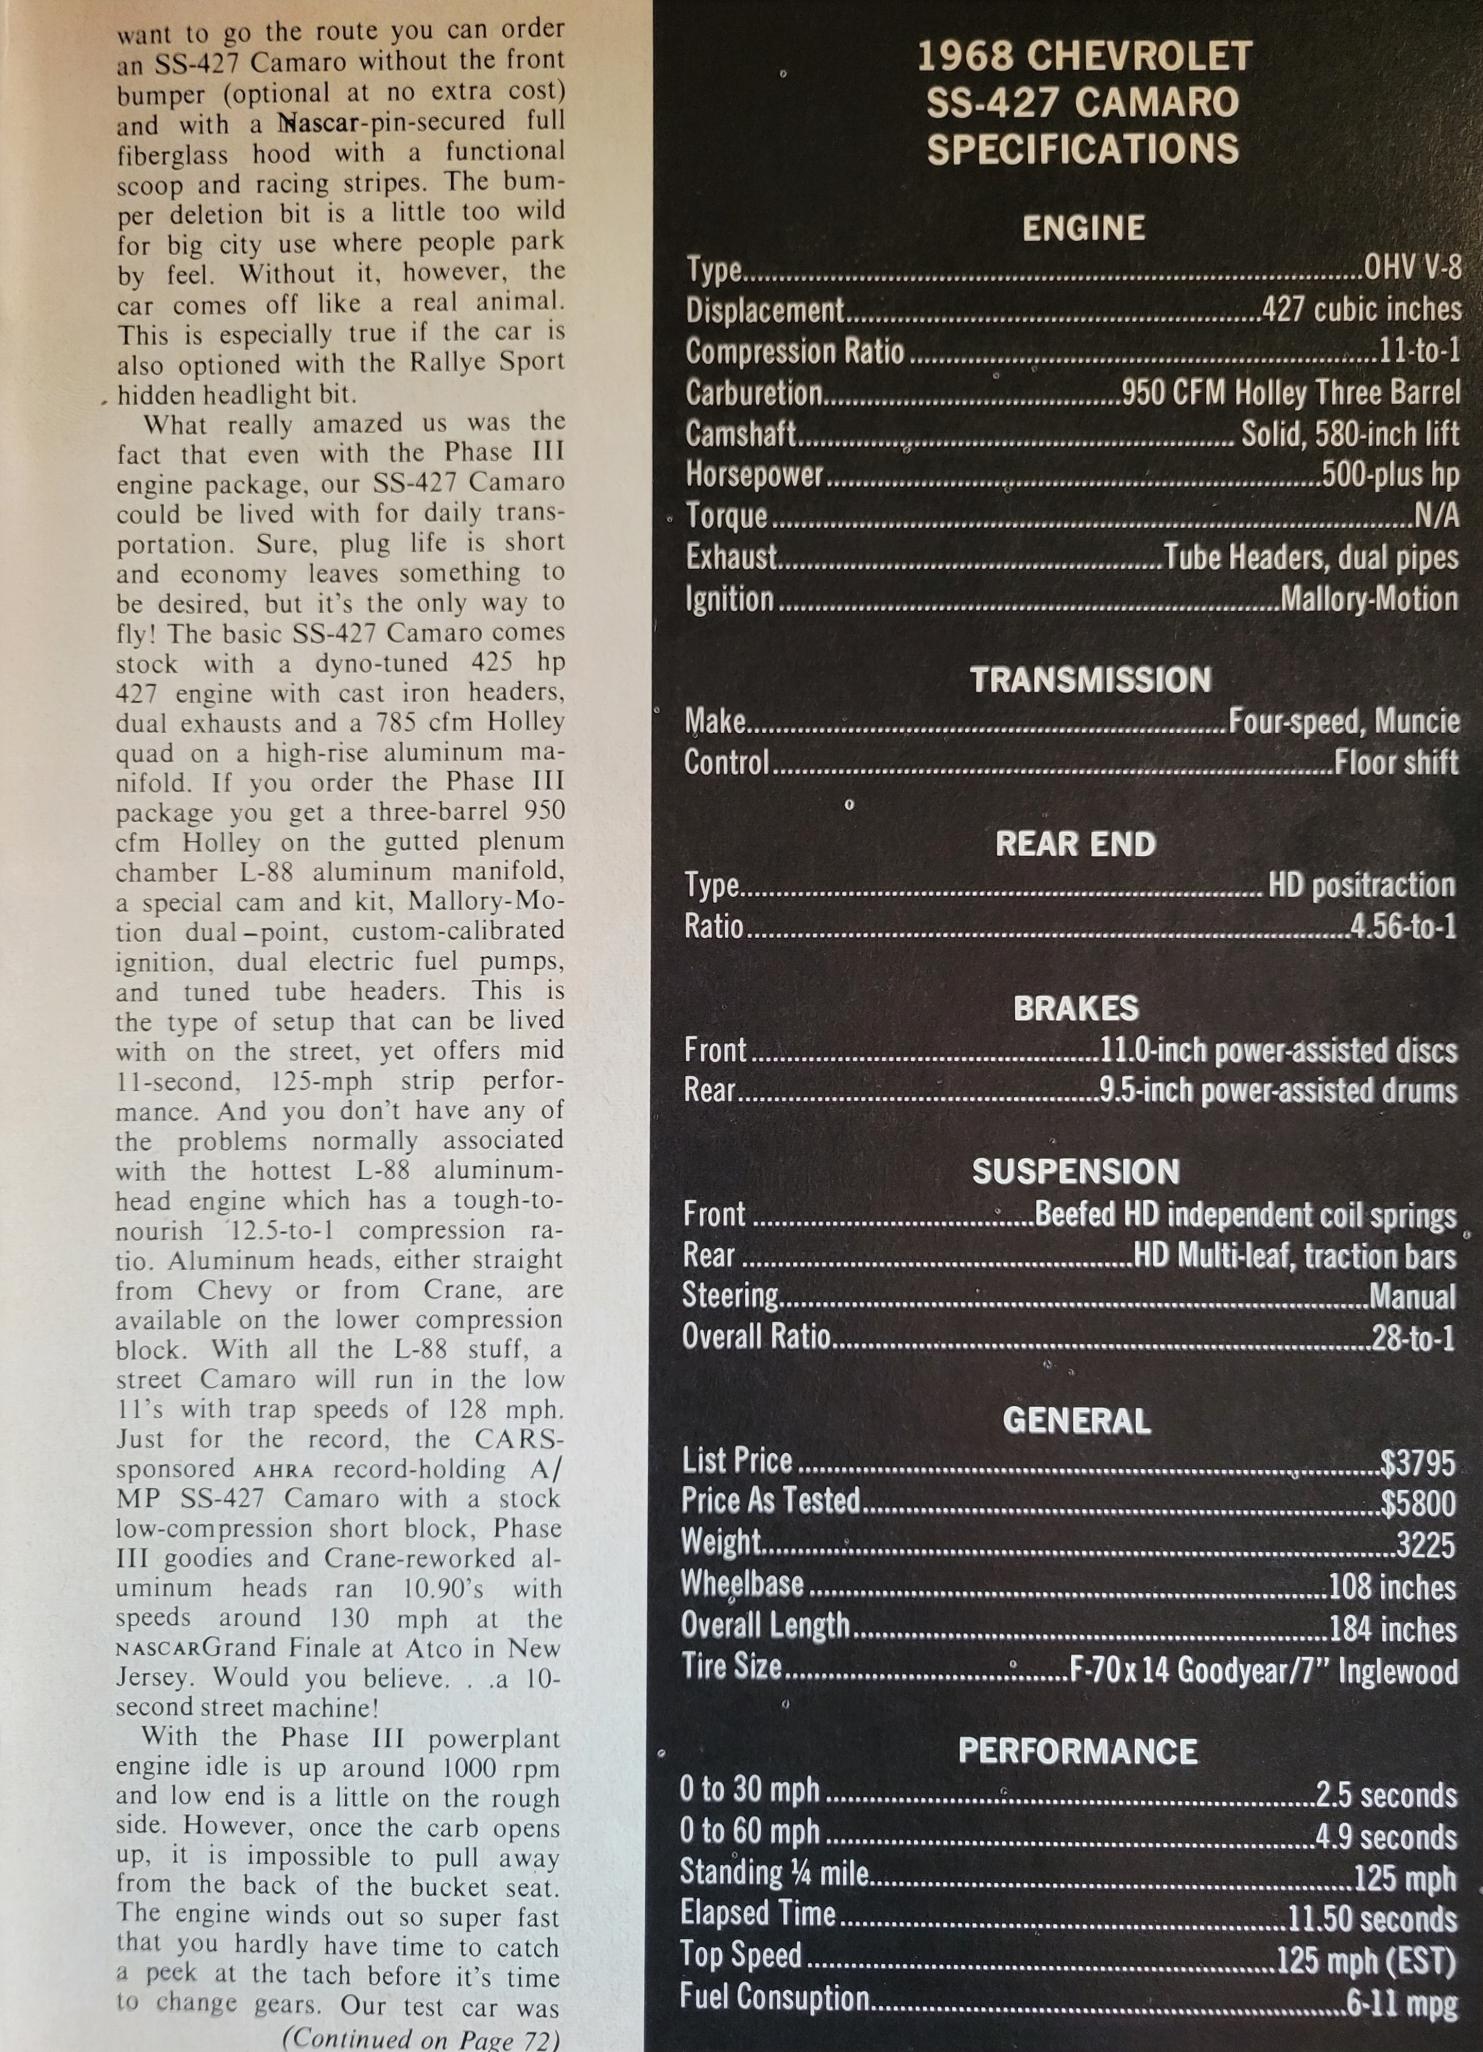 want to go the route you can order
an SS-427 Camaro without the front
bumper (optional at no extra cost)
and with a Nascar-pin-secured full
fiberglass hood with a functional
scoop and racing stripes. The bum-
per deletion bit is a little too wild
for big city use where people park
by feel. Without it, however, the
car comes off like a real animal.
This is especially true if the car is
also optioned with the Rallye Sport
hidden headlight bit.
What really amazed us was the
fact that even with the Phase III
engine package, our SS-427 Camaro
could be lived with for daily trans-
portation. Sure, plug life is short
and economy leaves something to
be desired, but it's the only way to
fly! The basic SS-427 Camaro comes
stock with a dyno-tuned 425 hp
427 engine with cast iron headers,
dual exhausts and a 785 cfm Holley
quad on a high-rise aluminum ma-
nifold. If you order the Phase III
package you get a three-barrel 950
cfm Holley on the gutted plenum
chamber L-88 aluminum manifold,
a special cam and kit, Mallory-Mo-
tion dual–point, custom-calibrated
ignition, dual electric fuel pumps,
and tuned tube headers. This is
the type of setup that can be lived
with on the street, yet offers mid
11-second, 125-mph strip perfor-
mance. And you don't have any of
the problems normally associated
with the hottest L-88 aluminum-
head engine which has a tough-to-
nourish 12.5-to-1 compression ra-
tio. Aluminum heads, either straight
from Chevy or from Crane, are
available on the lower compression
block. With all the L-88 stuff, a
street Camaro will run in the low
11's with trap speeds of 128 mph.
Just for the record, the CARS-
sponsored AHRA record-holding A/
MP SS-427 Camaro with a stock
low-compression short block, Phase
III goodies and Crane-reworked al-
uminum heads ran 10.90's with
speeds around 130 mph at the
NASCARGrand Finale at Atco in New
Jersey. Would you believe. . .a 10-
second street machine!
With the Phase III powerplant
engine idle is up around 1000 rpm
and low end is a little on the rough
side. However, once the carb opens
up, it is impossible to pull away
from the back of the bucket seat.
The engine winds out so super fast
that you hardly have time to catch
a peek at the tach before it's time
to change gears. Our test car was
(Continued on Page 72)
1968 CHEVROLET
SS-427 CAMARO
SPECIFICATIONS
ENGINE
Type....................OHV V-8
Displacement....................427 cubic inches
Compression Ratio....................11-to-1
Carburetion....................950 CFM Holley Three Barrel
Camshaft....................Solid, 580-inch lift
Horsepower....................500-plus hp
Torque....................N/A
Exhaust....................Tube Headers, dual pipes
Ignition....................Mallory-Motion
TRANSMISSION
Make....................Four-speed, Muncie
Control....................Floor shift
REAR END
Type....................HD positraction
Ratio....................4.56-to-1
BRAKES
Front....................11.0-inch power-assisted discs
Rear....................9.5-inch power-assisted drums
SUSPENSION
Front....................Beefed HD independent coil springs
Rear....................HD Multi-leaf, traction bars
Steering....................Manual
Overall Ratio....................28-to-1
GENERAL
List Price....................$3795
Price As Tested....................$5800
Weight....................3225
Wheelbase....................108 inches
Overall Length....................184 inches
Tire Size....................F-70x14 Goodyear/7" Inglewood
PERFORMANCE
0 to 30 mph....................2.5 seconds
0 to 60 mph....................4.9 seconds
Standing ¼ mile....................125 mph
Elapsed Time....................11.50 seconds
Top Speed....................125 mph (EST)
Fuel Consuption....................6-11 mpg